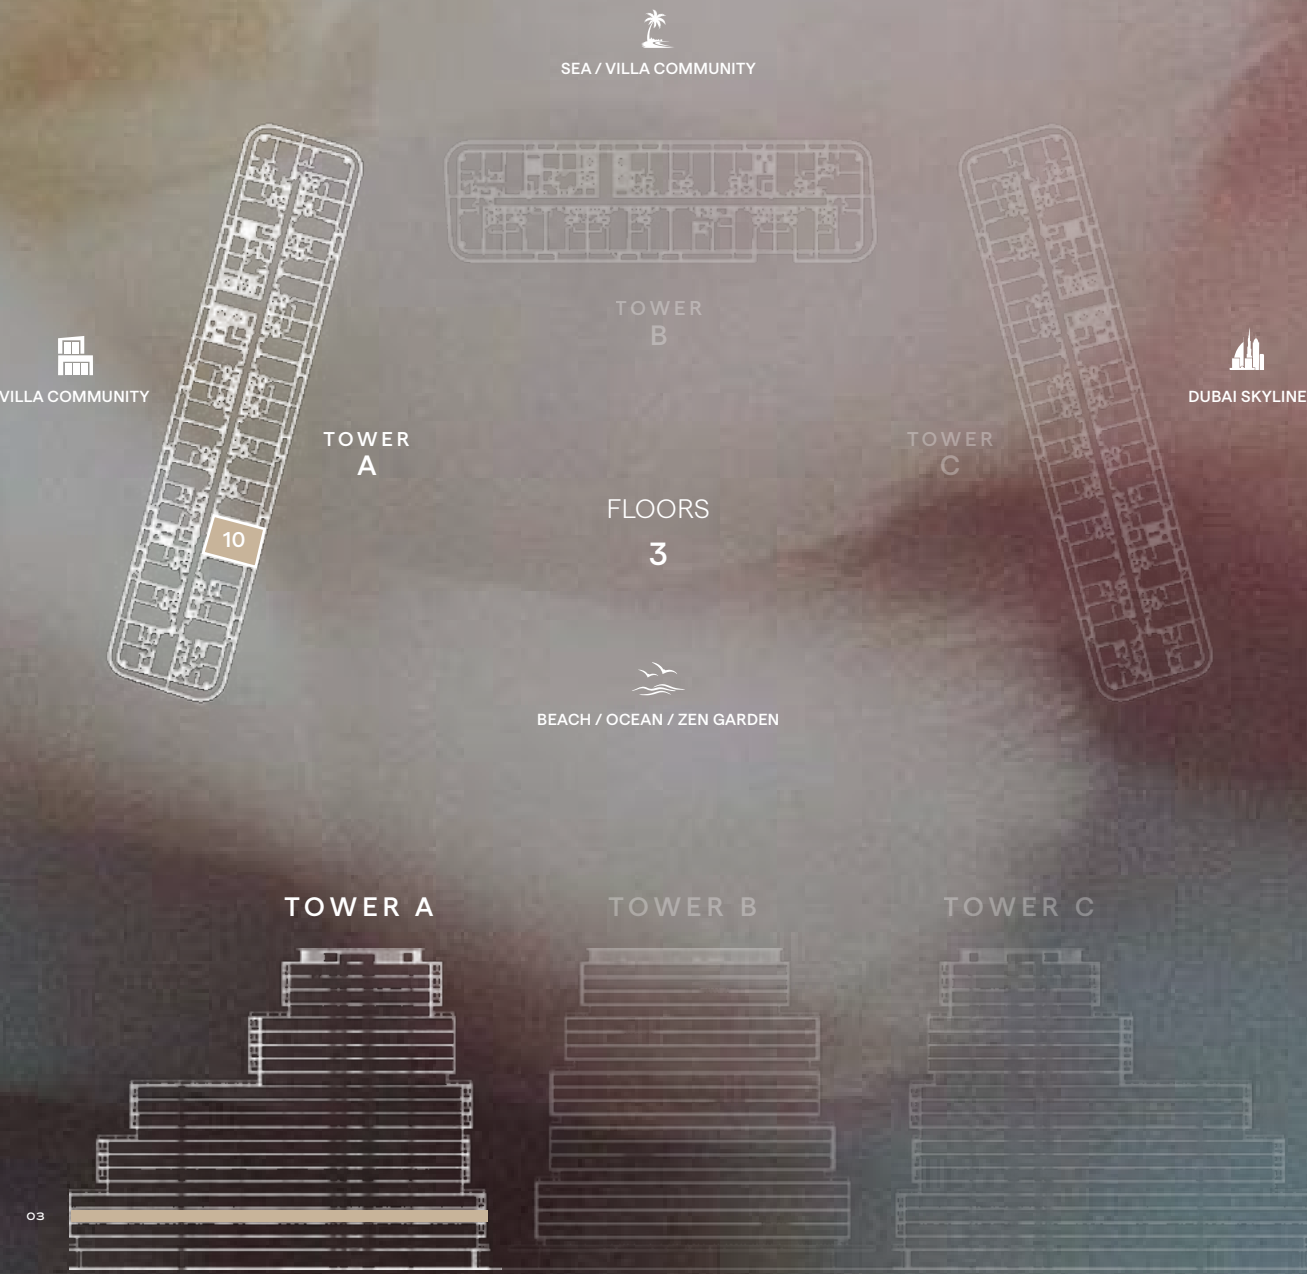 SEA / VILLA COMMUNITY
TOWER
B
VILLA COMMUNITY
DUBAI SKYLINE
TOWER
A
TOWER
C
FLOORS
3
10
BEACH / OCEAN / ZEN GARDEN
TOWER A
TOWER B
TOWER C
03